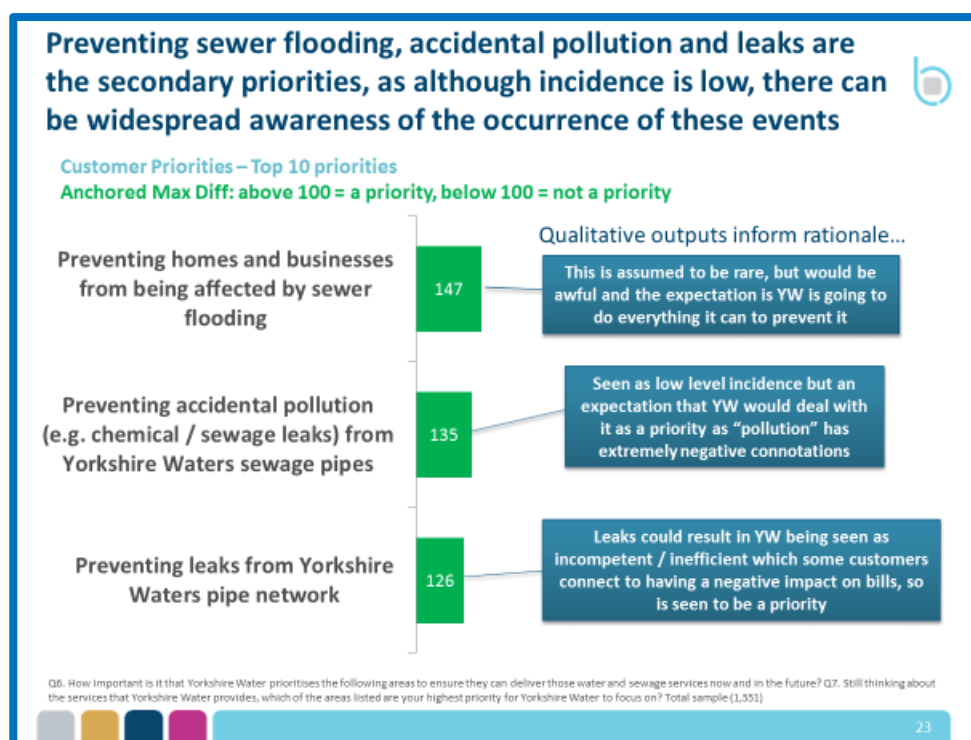 Preventing sewer flooding, accidental pollution and leaks are
the secondary priorities, as although incidence is low, there can
be widespread awareness of the occurrence of these events
b
Customer Priorities – Top 10 priorities
Anchored Max Diff: above 100 = a priority, below 100 = not a priority
Qualitative outputs inform rationale...
Preventing homes and businesses
from being affected by sewer
flooding
147
This is assumed to be rare, but would be
awful and the expectation is YW is going to
do everything it can to prevent it
Preventing accidental pollution
(e.g. chemical / sewage leaks) from
Yorkshire Waters sewage pipes
135
Seen as low level incidence but an
expectation that YW would deal with
it as a priority as “pollution” has
extremely negative connotations
Preventing leaks from Yorkshire
Waters pipe network
126
Leaks could result in YW being seen as
incompetent / inefficient which some customers
connect to having a negative impact on bills, so
is seen to be a priority
Q6. How important is it that Yorkshire Water prioritises the following areas to ensure they can deliver those water and sewage services now and in the future? Q7. Still thinking about
the services that Yorkshire Water provides, which of the areas listed are your highest priority for Yorkshire Water to focus on? Total sample (1,351)
23